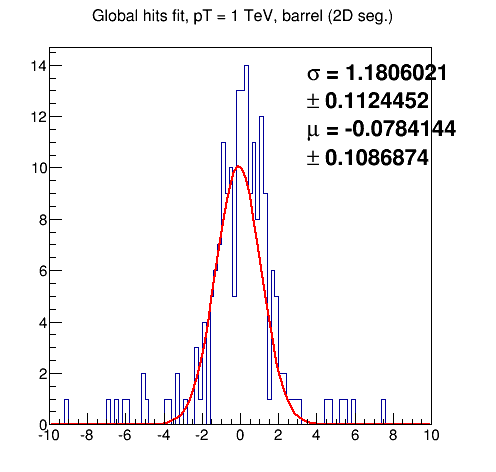 Global hits fit, pT = 1 TeV, barrel (2D seg.)
σ = 1.1806021
± 0.1124452
μ = -0.0784144
± 0.1086874
14
12
10
8
6
4
2
0
-10 -8 -6 -4 -2 0 2 4 6 8 10